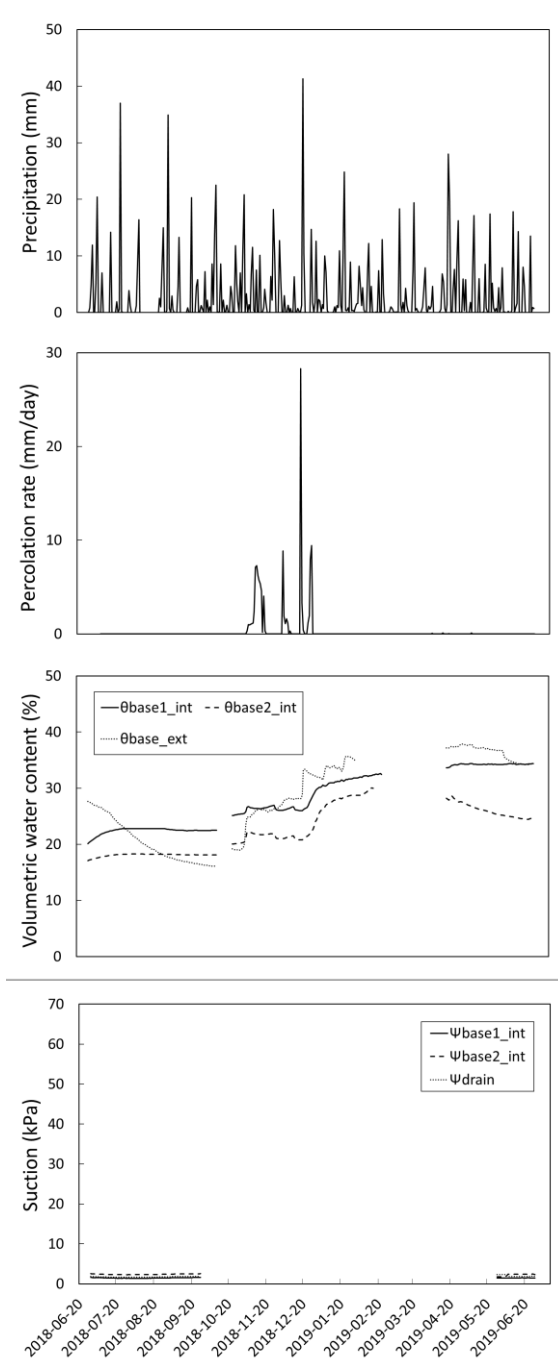 Precipitation (mm)
50
40
30
20
10
0
Percolation rate (mm/day)
30
20
10
0
Volumetric water content (%)
50
40
30
20
10
0
θbase1_int θbase2_int
θbase_ext
Suction (kPa)
70
60
50
40
30
20
10
0
Ψbase1_int
Ψbase2_int
Ψdrain
2018-06-20 2018-07-20 2018-08-20 2018-09-20 2018-10-20 2018-11-20 2018-12-20 2019-01-20 2019-02-20 2019-03-20 2019-04-20 2019-05-20 2019-06-20